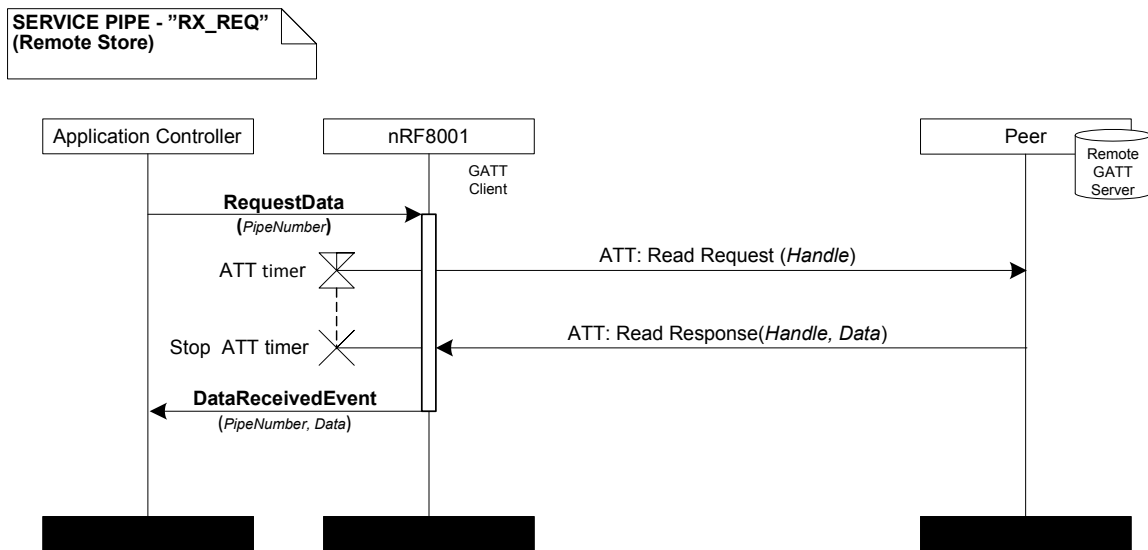 SERVICE PIPE - ”RX_REQ”
(Remote Store)
Application Controller
nRF8001
Peer
Remote
GATT
Server
GATT
Client
RequestData
(PipeNumber)
ATT timer
ATT: Read Request (Handle)
Stop ATT timer
ATT: Read Response(Handle, Data)
DataReceivedEvent
(PipeNumber, Data)